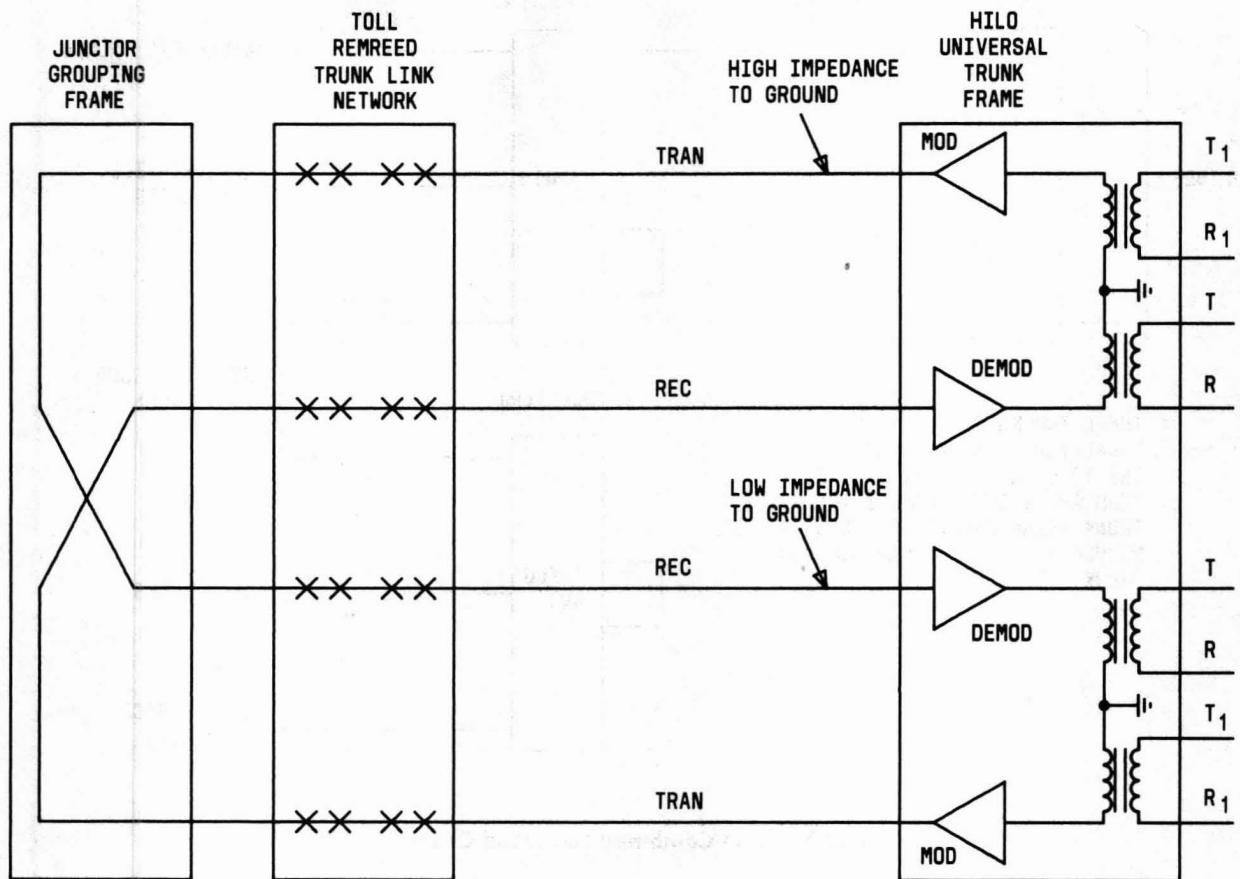 JUNCTOR
GROUPING
FRAME
TOLL
REMREED
TRUNK LINK
NETWORK
HIGH IMPEDANCE
TO GROUND
HILO
UNIVERSAL
TRUNK
FRAME
TRAN
MOD
T1
R1
REC
DEMOD
T
R
LOW IMPEDANCE
TO GROUND
REC
DEMOD
T
R
TRAN
MOD
T1
R1